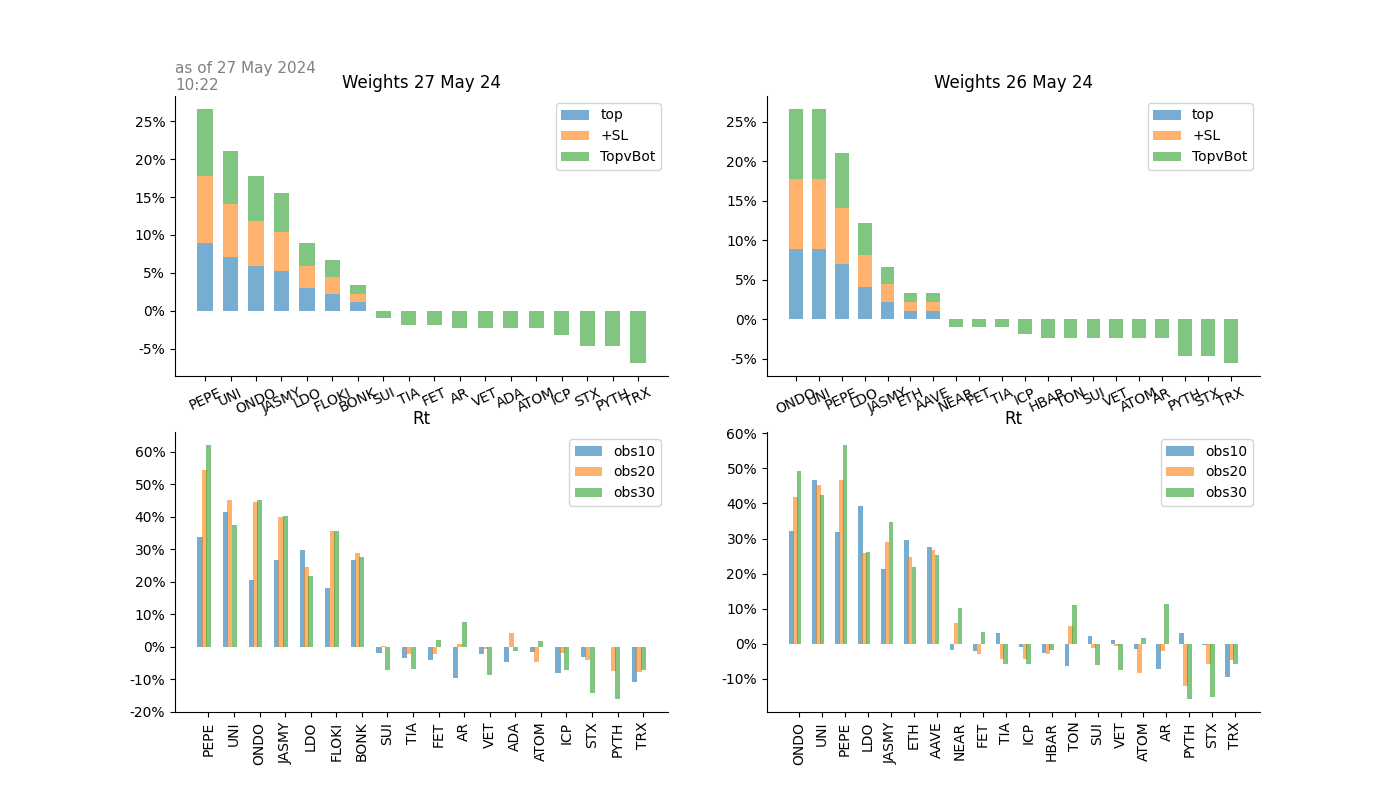 as of 27 May 2024
10:22
Weights 27 May 24
25%
20%
15%
10%
5%
0%
-5%
top
+SL
TopvBot
PEPE UNI ONDO JASMY LDO FLOKI BONK SUI TIA FET AR VET ADA ATOM ICP STX PYTH TRX
Weights 26 May 24
25%
20%
15%
10%
5%
0%
-5%
top
+SL
TopvBot
ONDO UNI PEPE LDO JASMY ETH AAVE NEAR FET TIA ICP HBAR TON SUI VET ATOM AR PYTH STX TRX
Rt
60%
50%
40%
30%
20%
10%
0%
-10%
-20%
obs10
obs20
obs30
PEPE UNI ONDO JASMY LDO FLOKI BONK SUI TIA FET AR VET ADA ATOM ICP STX PYTH TRX
Rt
60%
50%
40%
30%
20%
10%
0%
-10%
obs10
obs20
obs30
ONDO UNI PEPE LDO JASMY ETH AAVE NEAR FET TIA ICP HBAR TON SUI VET ATOM AR PYTH STX TRX